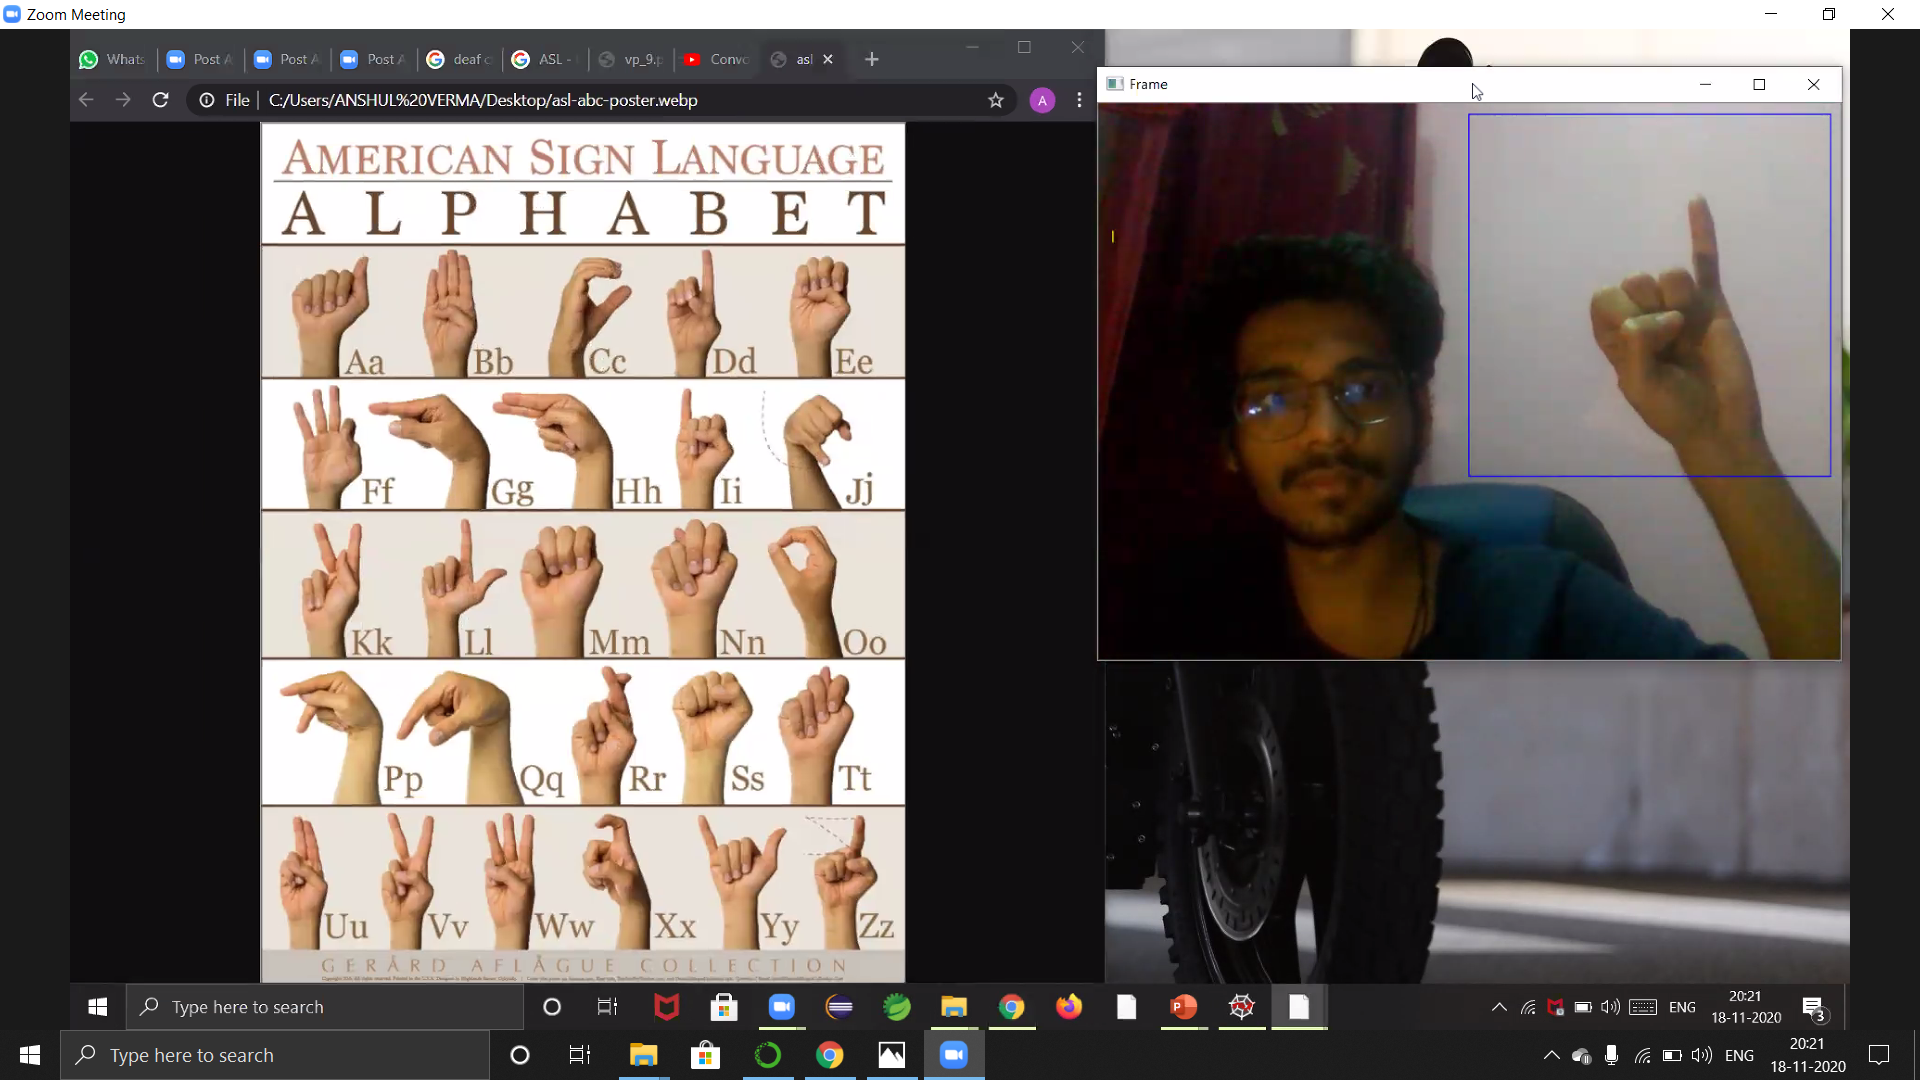 Zoom Meeting
Whats
Post A
Post A
Post A
deaf c
ASL -
vp_9.p
Convo
asl
File
C:/Users/ANSHUL%20VERMA/Desktop/asl-abc-poster.webp
A
Frame
AMERICAN SIGN LANGUAGE
ALPHABET
I
Aa Bb Cc Dd Ee
Ff Gg Hh Ii Jj
Kk Ll Mm Nn Oo
Pp Qq Rr Ss Tt
Uu Vv Ww Xx Yy Zz
GERARD AFLÅGUE COLLECTION
Type here to search
ENG
20:21
18-11-2020
3
Type here to search
ENG
20:21
18-11-2020